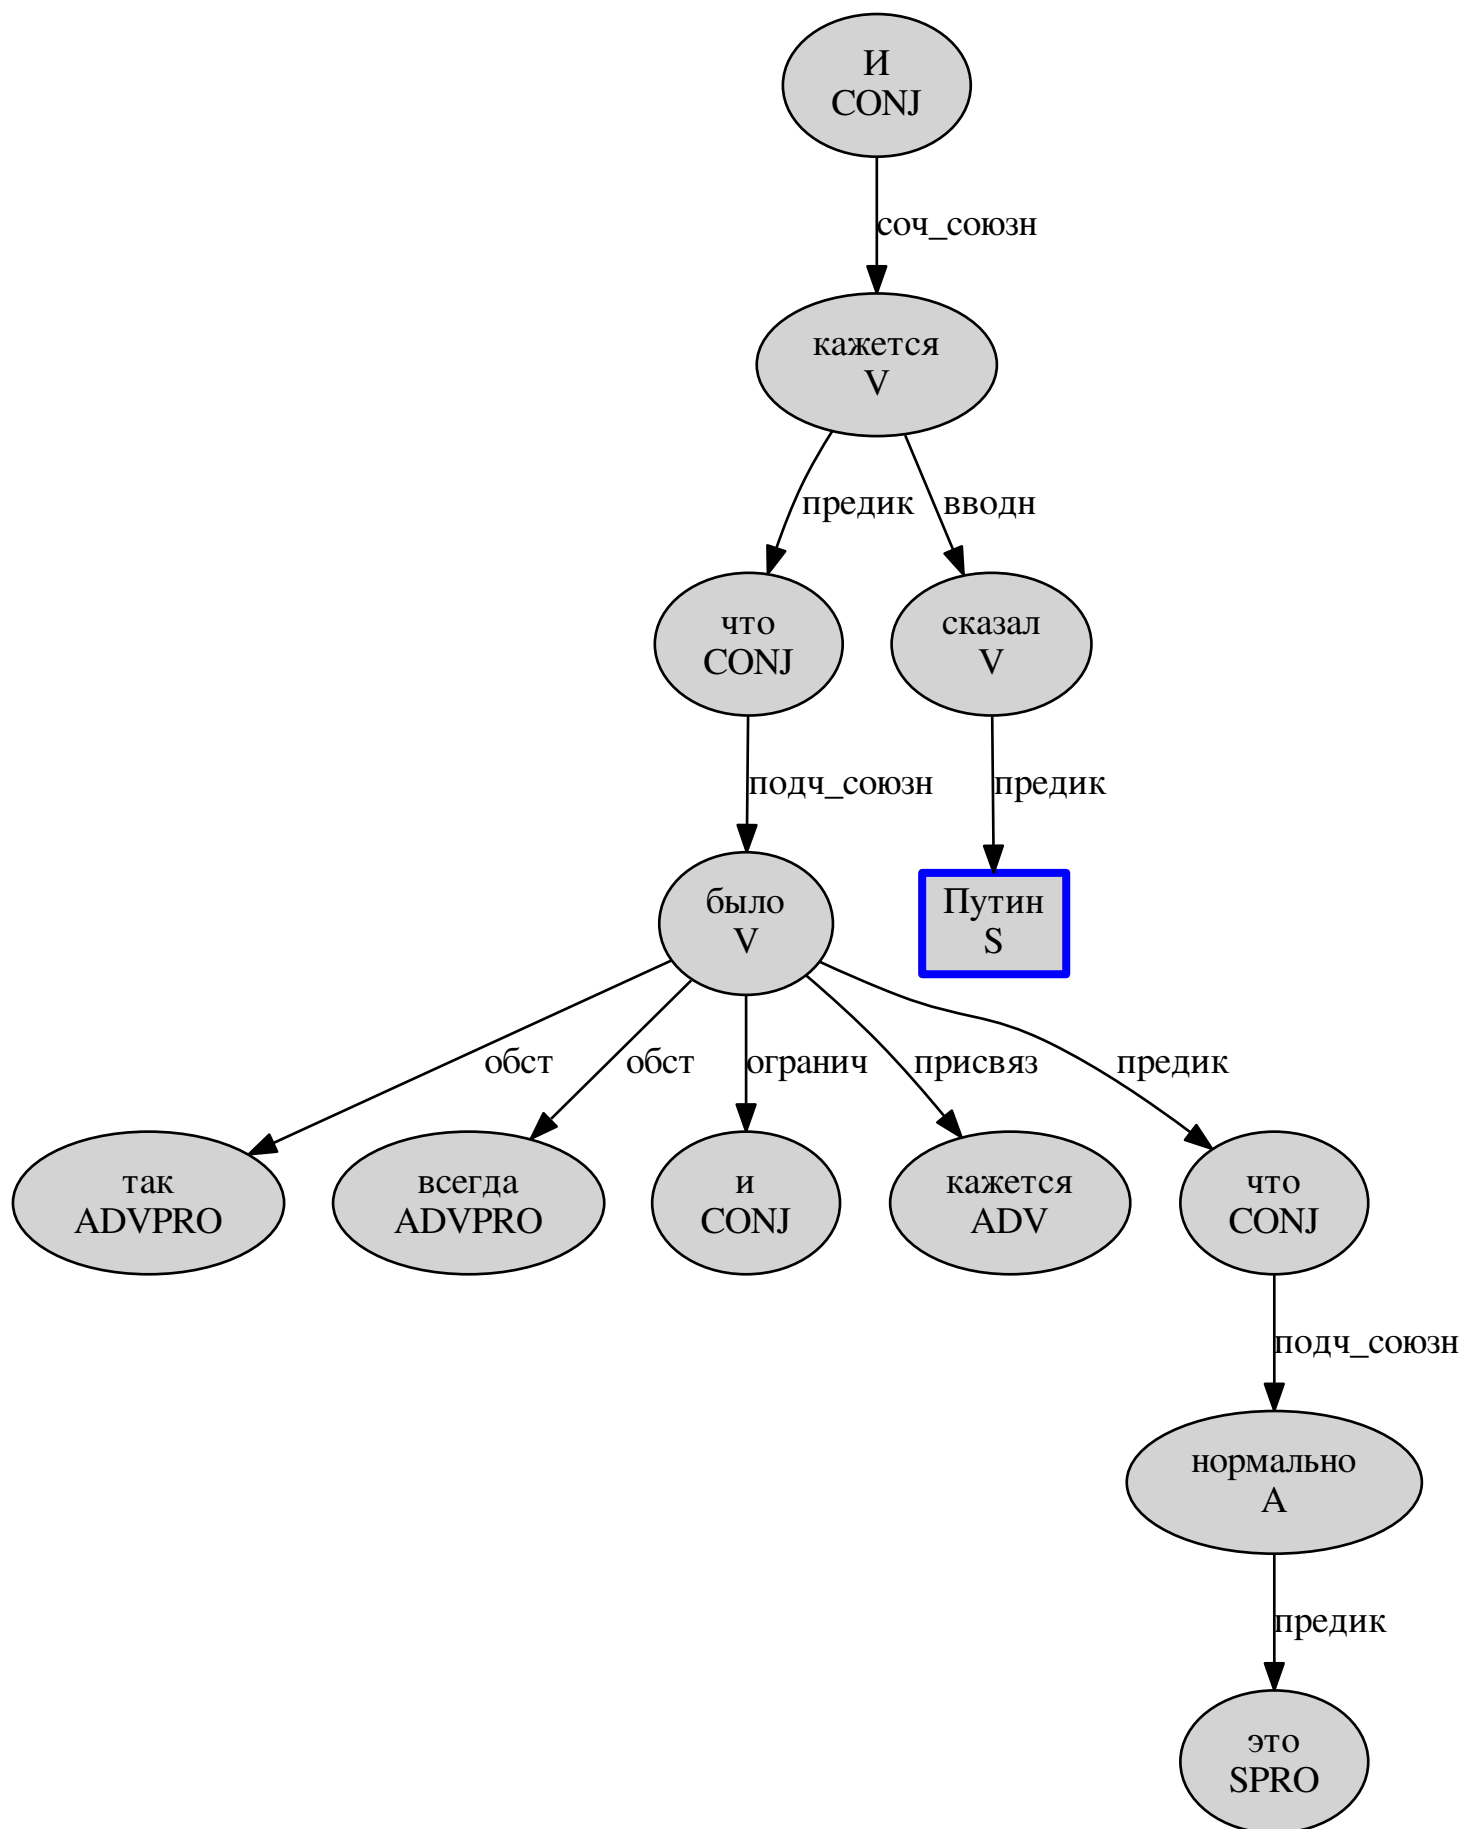 И
CONJ
соч_союзн
кажется
V
предик
вводн
что
CONJ
сказал
V
подч_союзн
предик
было
V
Путин
S
обст
обст
огранич
присвяз
предик
так
ADVPRO
всегда
ADVPRO
и
CONJ
кажется
ADV
что
CONJ
подч_союзн
нормально
A
предик
это
SPRO